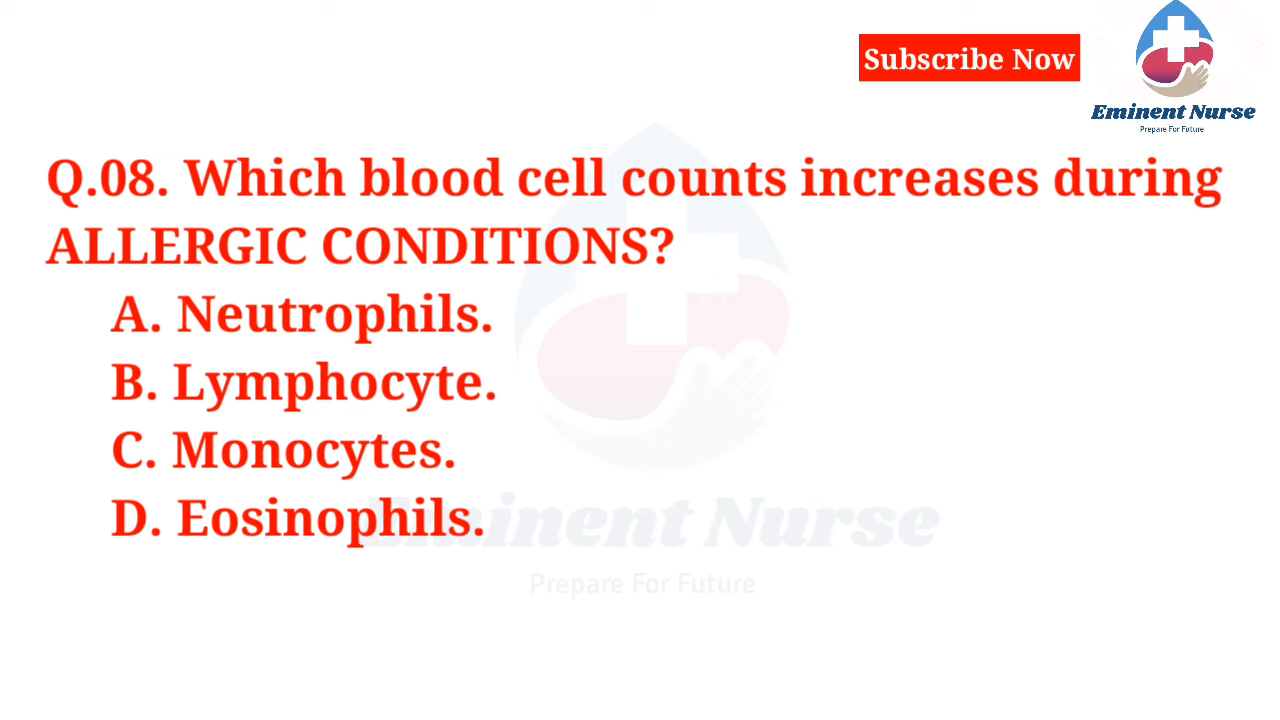 Subscribe Now
Eminent Nurse
Prepare For Future
Q.08. Which blood cell counts increases during
ALLERGIC CONDITIONS?
A. Neutrophils.
B. Lymphocyte.
C. Monocytes.
D. Eosinophils.
Eminent Nurse
Prepare For Future